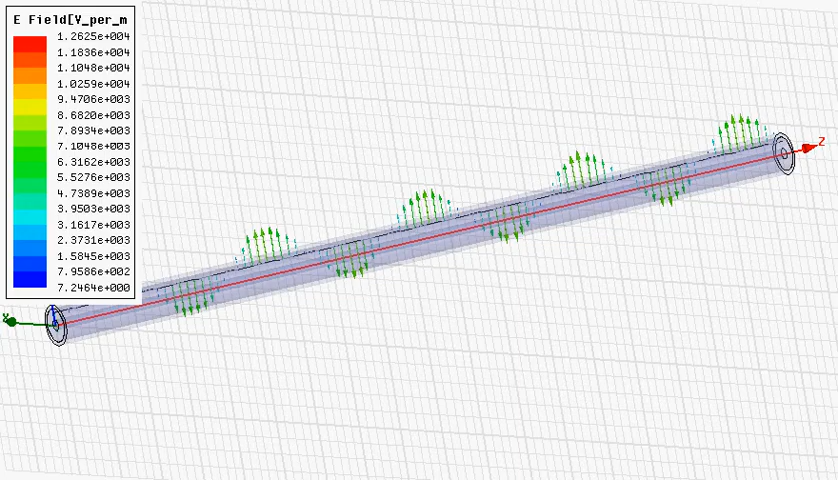 E Field[V_per_m
1.2625e+004
1.1836e+004
1.1048e+004
1.0259e+004
9.4706e+003
8.6820e+003
7.8934e+003
7.1048e+003
6.3162e+003
5.5276e+003
4.7389e+003
3.9503e+003
3.1617e+003
2.3731e+003
1.5845e+003
7.9586e+002
7.2464e+000
Z